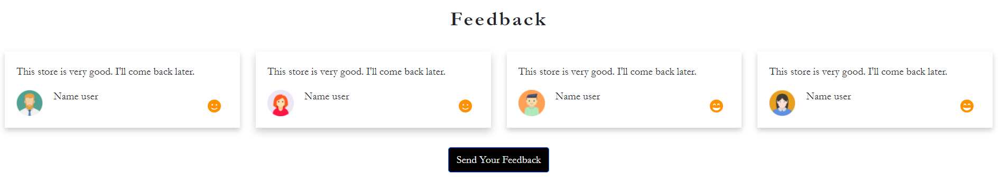 Feedback
This store is very good. I'll come back later.
Name user
This store is very good. I'll come back later.
Name user
This store is very good. I'll come back later.
Name user
This store is very good. I'll come back later.
Name user
Send Your Feedback